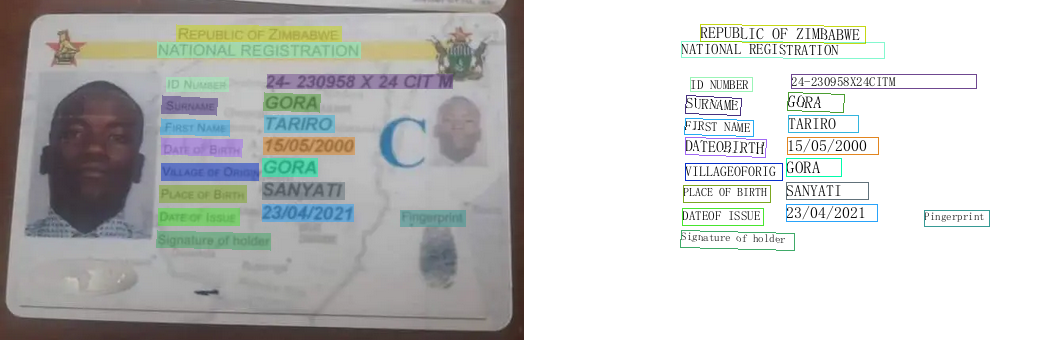 REPUBLIC OF ZIMBABWE
NATIONAL REGISTRATION
ID NUMBER 24- 230958 X 24 CIT M
SURNAME GORA
FIRST NAME TARIRO
DATE OF BIRTH 15/05/2000
VILLAGE OF ORIGIN GORA
PLACE OF BIRTH SANYATI
DATE OF ISSUE 23/04/2021
Signature of holder
C
Fingerprint
REPUBLIC OF ZIMBABWE
NATIONAL REGISTRATION
ID NUMBER 24-230958X24CITM
SURNAME GORA
FIRST NAME TARIRO
DATEOBIRTH 15/05/2000
VILLAGEOFORIG GORA
PLACE OF BIRTH SANYATI
DATEOF ISSUE 23/04/2021
Fingerprint
Signature of holder